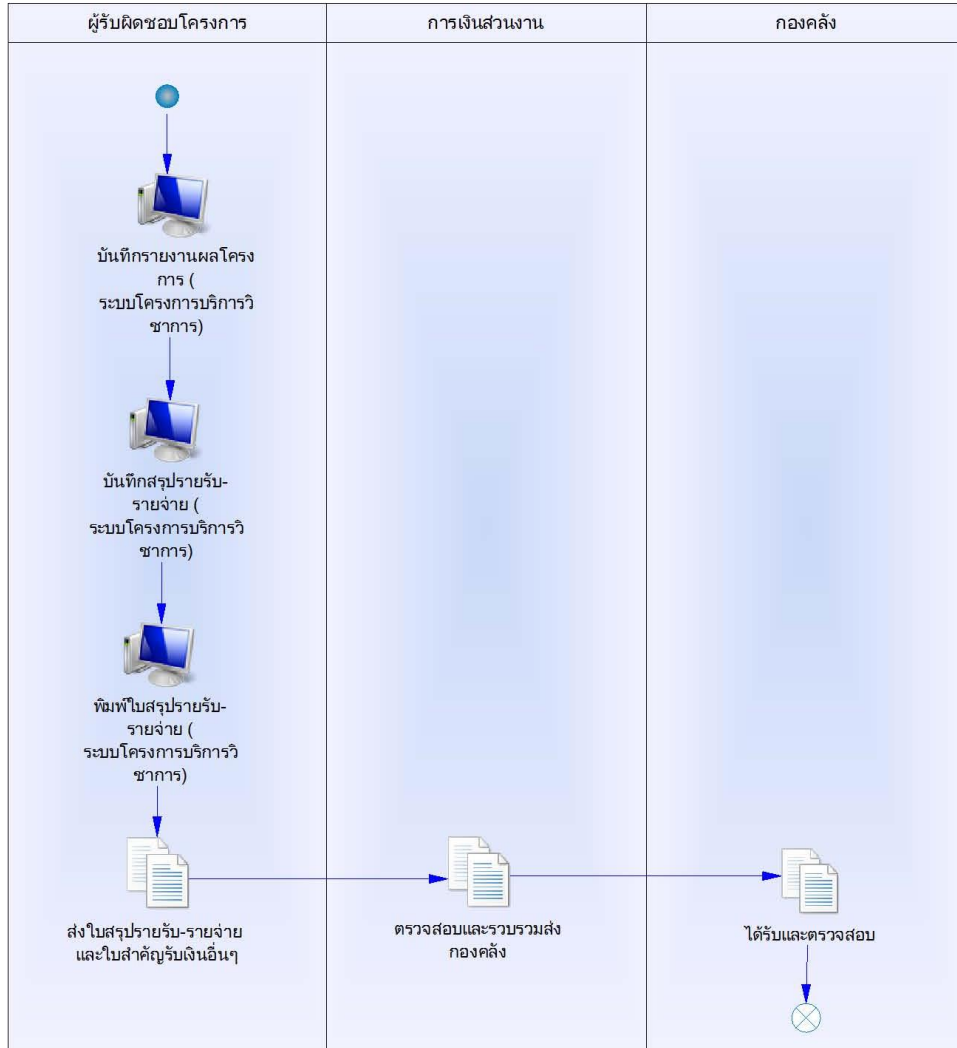 ผู้รับผิดชอบโครงการ
การเงินส่วนงาน
กองคลัง
บันทึกรายงานผลโครง
การ (
ระบบโครงการบริการวิ
ชาการ)
บันทึกสรุปรายรับ-
รายจ่าย (
ระบบโครงการบริการวิ
ชาการ)
พิมพ์ใบสรุปรายรับ-
รายจ่าย (
ระบบโครงการบริการวิ
ชาการ)
ส่งใบสรุปรายรับ-รายจ่าย
และใบสำคัญรับเงินอื่นๆ
ตรวจสอบและรวบรวมส่ง
กองคลัง
ได้รับและตรวจสอบ